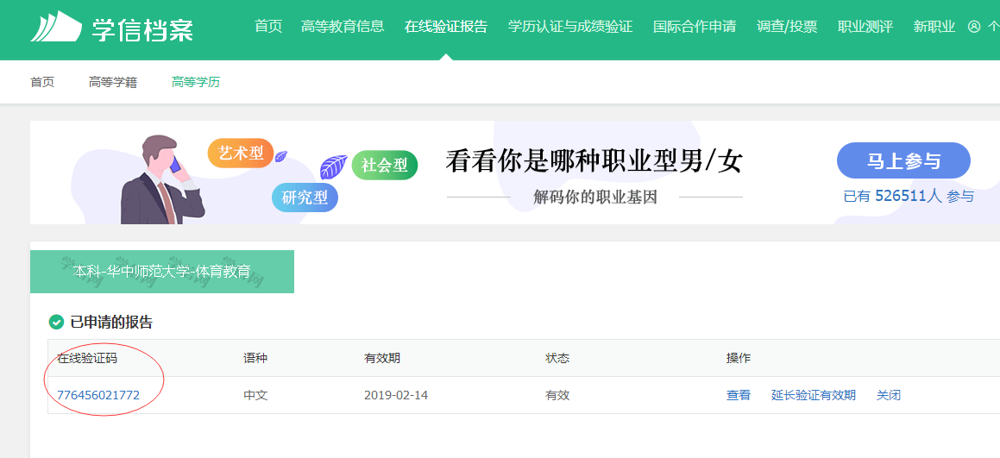 学信档案
首页 高等教育信息 在线验证报告 学历认证与成绩验证 国际合作申请 调查/投票 职业测评 新职业 个
首页 高等学籍 高等学历
艺术型
社会型
研究型
看看你是哪种职业型男/女
解码你的职业基因
马上参与
已有 526511人 参与
本科-华中师范大学-体育教育
已申请的报告
在线验证码 语种 有效期 状态 操作
776456021772 中文 2019-02-14 有效 查看 延长验证有效期 关闭